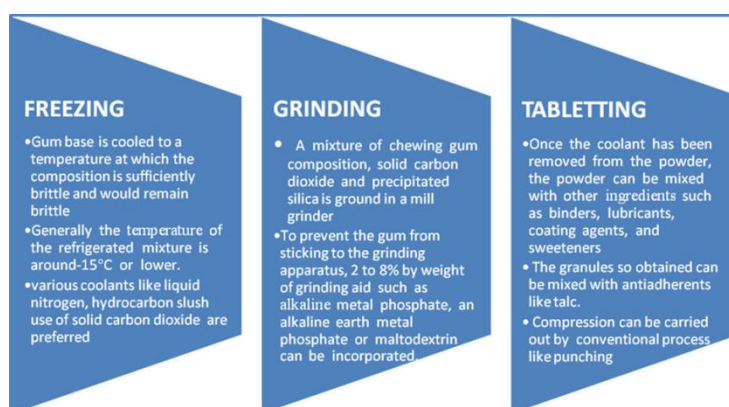 FREEZING
•Gum base is cooled to a
temperature at which the
composition is sufficiently
brittle and would remain
brittle
•Generally the temperature of
the refrigerated mixture is
around-15°C or lower.
•various coolants like liquid
nitrogen, hydrocarbon slush
use of solid carbon dioxide are
preferred
GRINDING
• A mixture of chewing gum
composition, solid carbon
dioxide and precipitated
silica is ground in a mill
grinder
•To prevent the gum from
sticking to the grinding
apparatus, 2 to 8% by weight
of grinding aid such as
alkaline metal phosphate, an
alkaline earth metal
phosphate or maltodextrin
can be incorporated.
TABLETTING
•Once the coolant has been
removed from the powder,
the powder can be mixed
with other ingredients such
as binders, lubricants,
coating agents, and
sweeteners
• The granules so obtained can
be mixed with antiadherents
like talc.
• Compression can be carried
out by conventional process
like punching